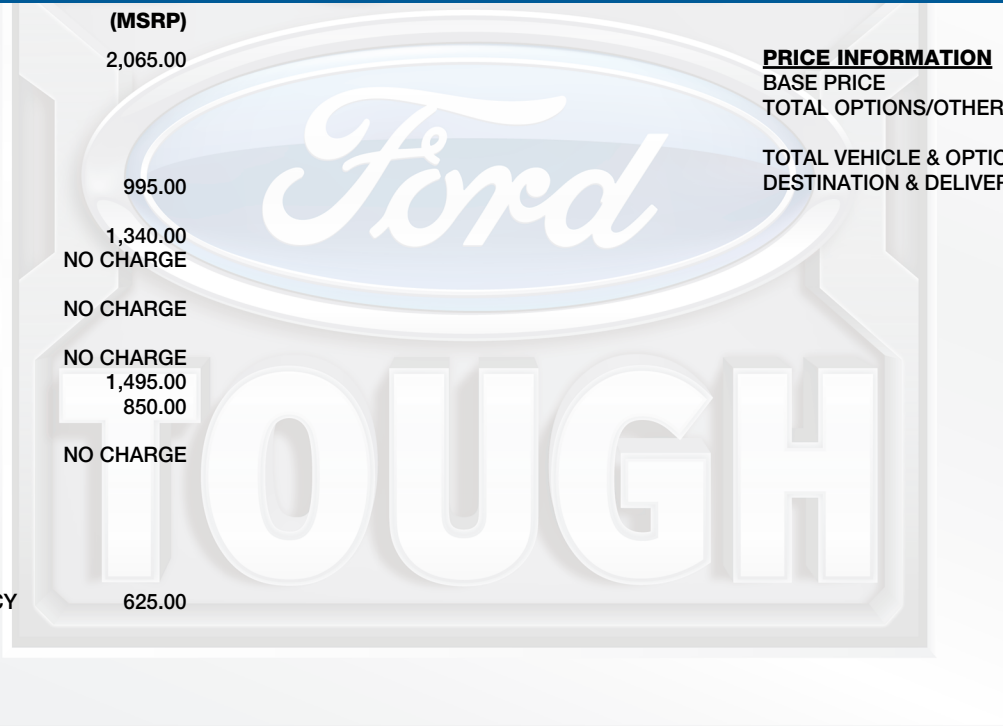 (MSRP)
2,065.00
995.00
1,340.00
NO CHARGE
NO CHARGE
NO CHARGE
1,495.00
850.00
NO CHARGE
CY 625.00
PRICE INFORMATION
BASE PRICE
TOTAL OPTIONS/OTHER
TOTAL VEHICLE & OPTIO
DESTINATION & DELIVER
Ford
TOUGH